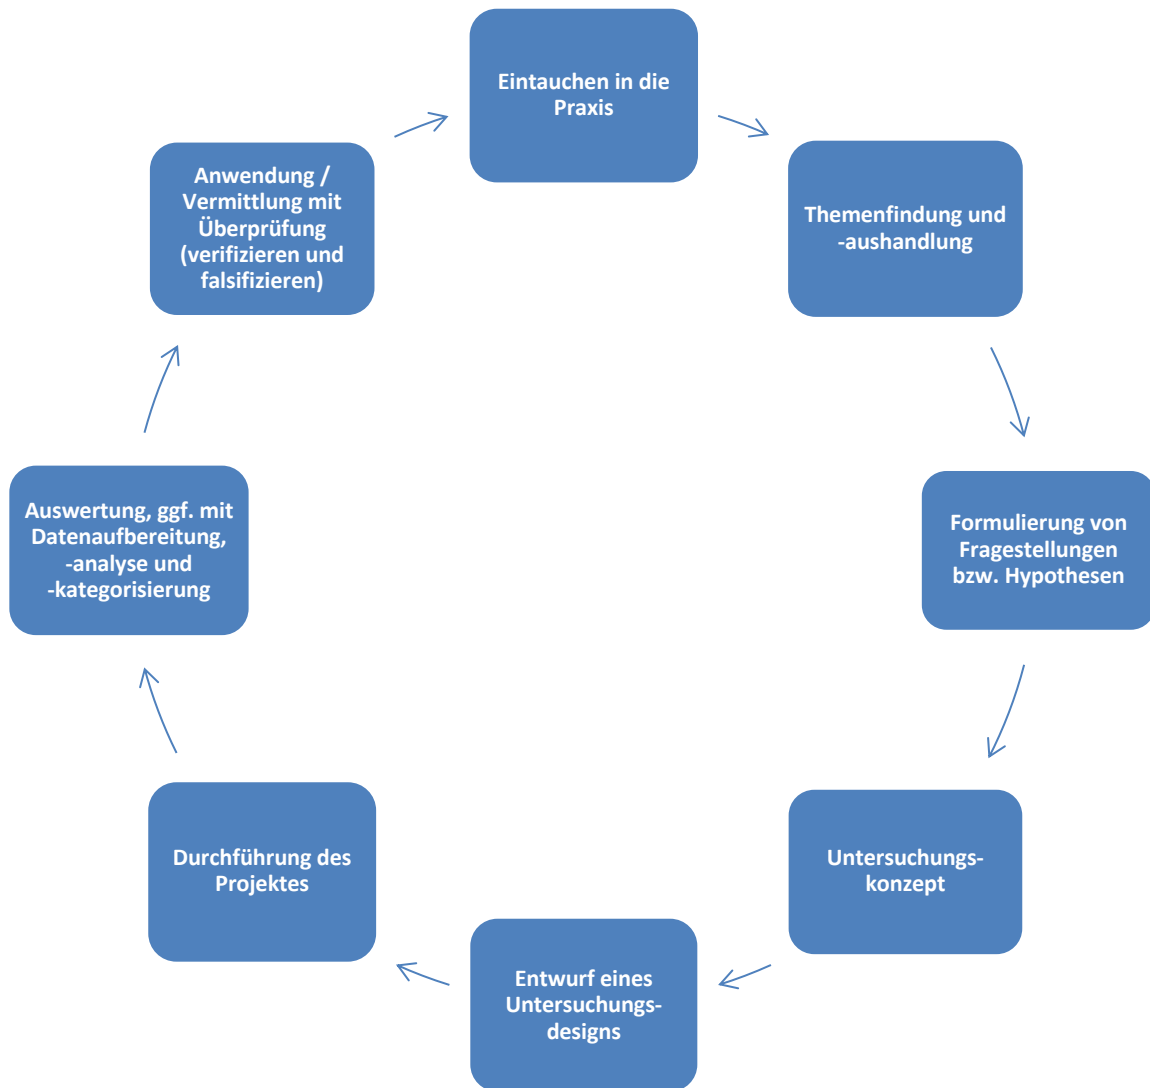 Eintauchen in die
Praxis
Themenfindung und
-aushandlung
Formulierung von
Fragestellungen
bzw. Hypothesen
Untersuchungs-
konzept
Entwurf eines
Untersuchungs-
designs
Durchführung des
Projektes
Auswertung, ggf. mit
Datenaufbereitung,
-analyse und
-kategorisierung
Anwendung /
Vermittlung mit
Überprüfung
(verifizieren und
falsifizieren)